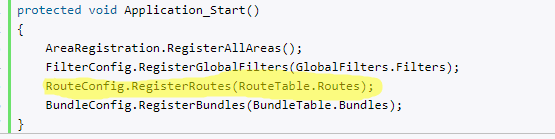 protected void Application_Start()
{
    AreaRegistration.RegisterAllAreas();
    FilterConfig.RegisterGlobalFilters(GlobalFilters.Filters);
    RouteConfig.RegisterRoutes(RouteTable.Routes);
    BundleConfig.RegisterBundles(BundleTable.Bundles);
}